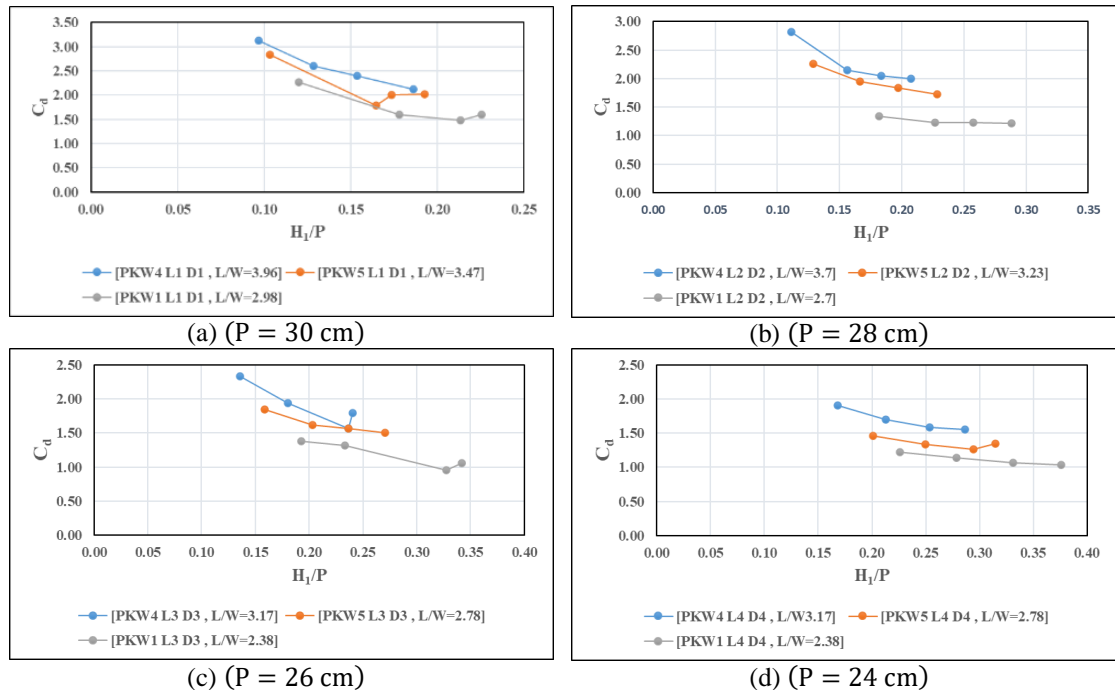 3.50
3.00
2.50
2.00
1.50
1.00
0.50
0.00
C_d
0.00 0.05 0.10 0.15 0.20 0.25
H₁/P
[PKW4 L1 D1 , L/W=3.96] [PKW5 L1 D1 , L/W=3.47]
[PKW1 L1 D1 , L/W=2.98]
(a) (P = 30 cm)
3.00
2.50
2.00
1.50
1.00
0.50
0.00
C_d
0.00 0.05 0.10 0.15 0.20 0.25 0.30 0.35
H₁/P
[PKW4 L2 D2 , L/W=3.7] [PKW5 L2 D2 , L/W=3.23]
[PKW1 L2 D2 , L/W=2.7]
(b) (P = 28 cm)
2.50
2.00
1.50
1.00
0.50
0.00
C_d
0.00 0.05 0.10 0.15 0.20 0.25 0.30 0.35 0.40
H₁/P
[PKW4 L3 D3 , L/W=3.17] [PKW5 L3 D3 , L/W=2.78]
[PKW1 L3 D3 , L/W=2.38]
(c) (P = 26 cm)
2.50
2.00
1.50
1.00
0.50
0.00
C_d
0.00 0.05 0.10 0.15 0.20 0.25 0.30 0.35 0.40
H₁/P
[PKW4 L4 D4 , L/W3.17] [PKW5 L4 D4 , L/W=2.78]
[PKW1 L4 D4 , L/W=2.38]
(d) (P = 24 cm)